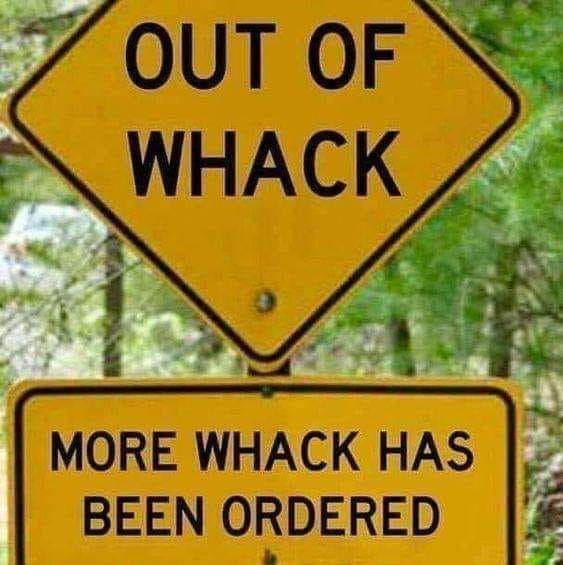 OUT OF
WHACK
MORE WHACK HAS
BEEN ORDERED